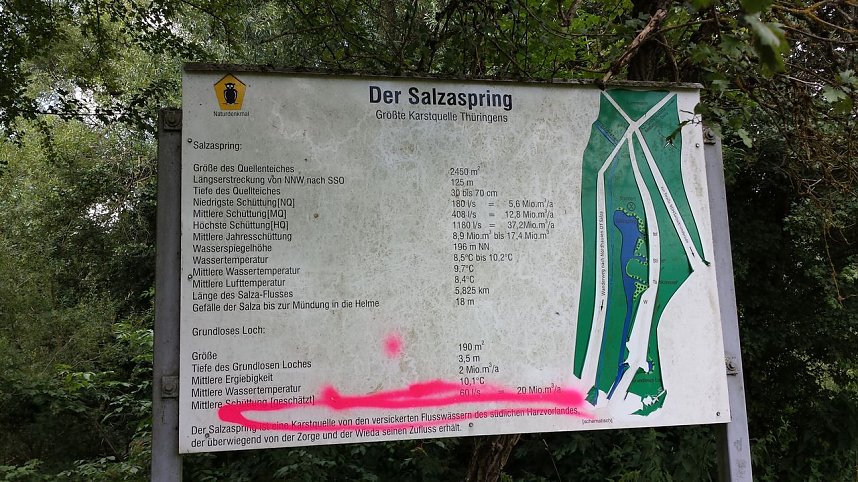 Naturdenkmal
Der Salzaspring
Größte Karstquelle Thüringens
Salzaspring:
Größe des Quellenteiches 2450 m²
Längserstreckung von NNW nach SSO 125 m
Tiefe des Quellteiches 30 bis 70 cm
Niedrigste Schüttung[NQ] 180 l/s = 5,6 Mio.m³/a
Mittlere Schüttung[MQ] 408 l/s = 12,8 Mio.m³/a
Höchste Schüttung[HQ] 1180 l/s = 37,2Mio.m³/a
Mittlere Jahresschüttung 8,9 Mio.m³ bis 17,4 Mio.m³
Wasserspiegelhöhe 196 m NN
Wassertemperatur 8,5°C bis 10.2°C
Mittlere Wassertemperatur 9,7°C
Mittlere Lufttemperatur 8,4°C
Länge des Salza-Flusses 5,825 km
Gefälle der Salza bis zur Mündung in die Helme 18 m
Grundloses Loch:
Größe 190 m²
Tiefe des Grundlosen Loches 3,5 m
Mittlere Ergiebigkeit 2 Mio.m³/a
Mittlere Wassertemperatur 10,1°C
Mittlere Schüttung [geschätzt] 60 l/s 20 Mio.m³/a
Der Salzaspring ist eine Karstquelle von den versickerten Flusswässern des südlichen Harzvorlandes,
der überwiegend von der Zorge und der Wieda seinen Zufluss erhält.
[schematisch]